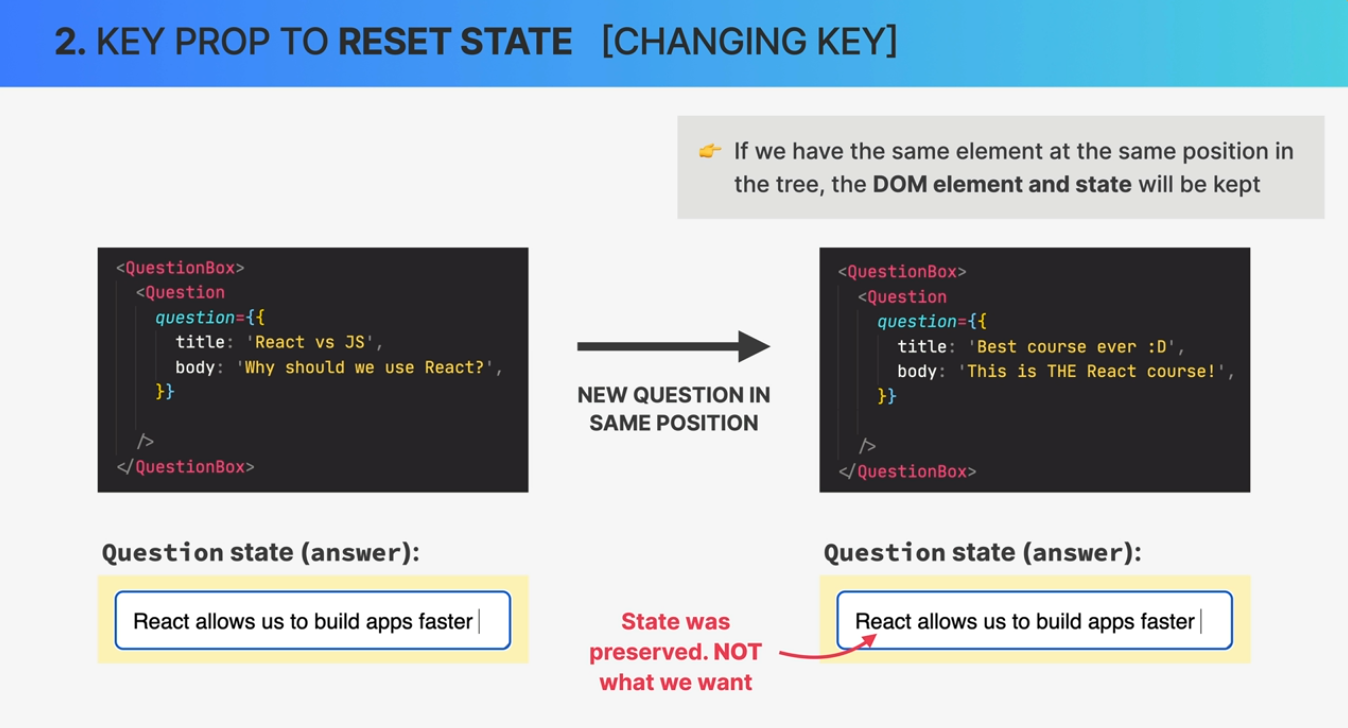 2. KEY PROP TO RESET STATE [CHANGING KEY]
👉 If we have the same element at the same position in
the tree, the DOM element and state will be kept
<QuestionBox>
<Question
question={{
title: 'React vs JS',
body: 'Why should we use React?',
}}
/>
</QuestionBox>
NEW QUESTION IN
SAME POSITION
<QuestionBox>
<Question
question={{
title: 'Best course ever :D',
body: 'This is THE React course!',
}}
/>
</QuestionBox>
Question state (answer):
React allows us to build apps faster
State was
preserved. NOT
what we want
Question state (answer):
React allows us to build apps faster